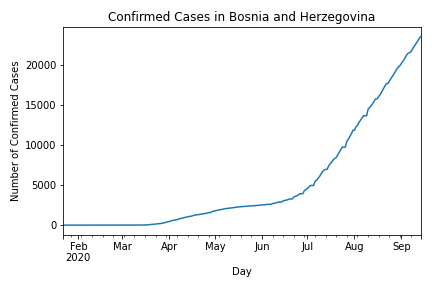 Confirmed Cases in Bosnia and Herzegovina
Number of Confirmed Cases
20000
15000
10000
5000
0
Feb Mar Apr May Jun Jul Aug Sep
2020
Day